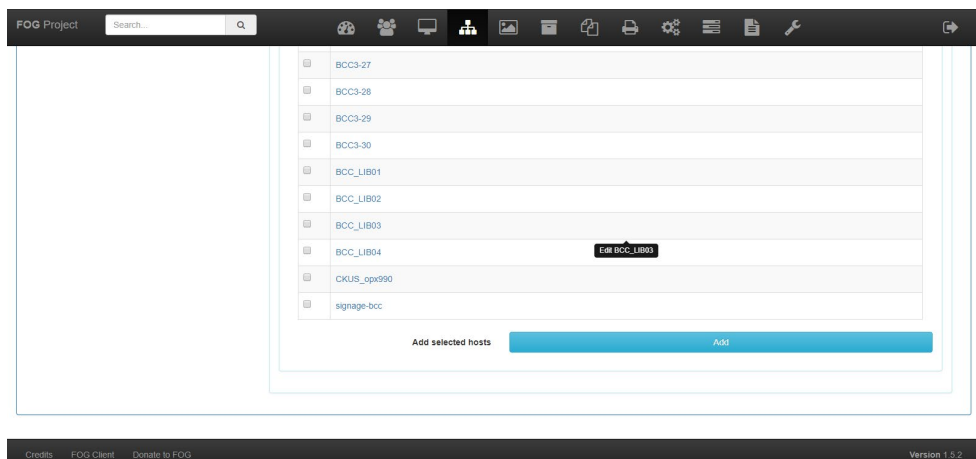 FOG Project Search...
BCC3-27
BCC3-28
BCC3-29
BCC3-30
BCC_LIB01
BCC_LIB02
BCC_LIB03
BCC_LIB04
Edit BCC_LIB03
CKUS_opx990
signage-bcc
Add selected hosts Add
Credits FOG Client Donate to FOG Version 1.5.2